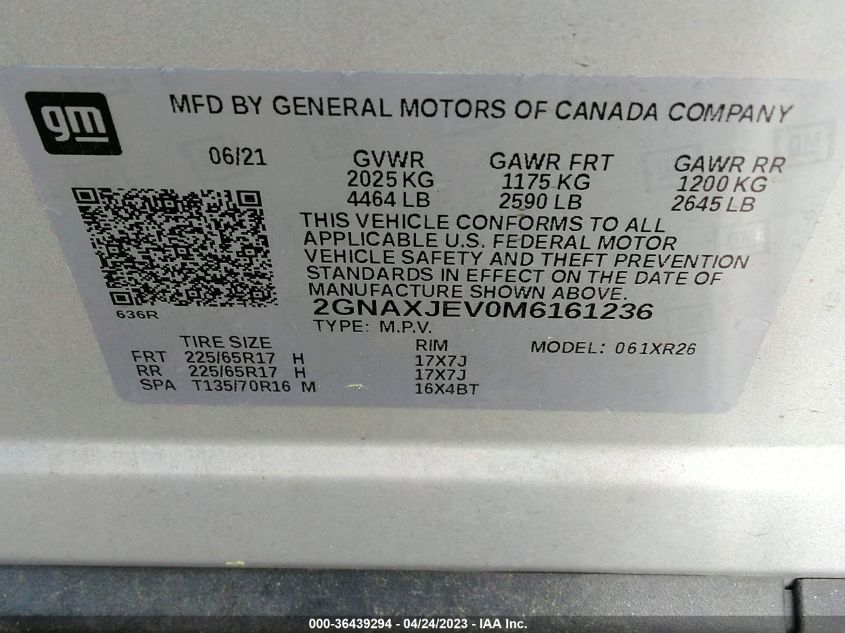 gm
MFD BY GENERAL MOTORS OF CANADA COMPANY
06/21 GVWR GAWR FRT GAWR RR
2025 KG 1175 KG 1200 KG
4464 LB 2590 LB 2645 LB
THIS VEHICLE CONFORMS TO ALL
APPLICABLE U.S. FEDERAL MOTOR
VEHICLE SAFETY AND THEFT PREVENTION
STANDARDS IN EFFECT ON THE DATE OF
MANUFACTURE SHOWN ABOVE.
636R 2GNAXJEV0M6161236
TYPE: M.P.V.
TIRE SIZE RIM MODEL: 061XR26
FRT 225/65R17 H 17X7J
RR 225/65R17 H 17X7J
SPA T135/70R16 M 16X4BT
000-36439294 - 04/24/2023 - IAA Inc.